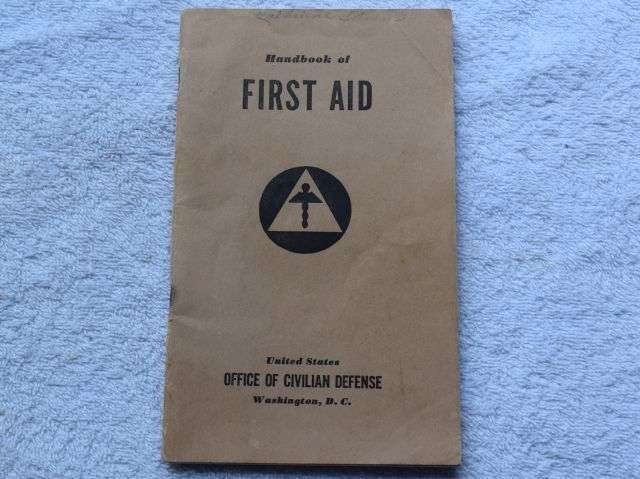 Handbook of
FIRST AID
United States
OFFICE OF CIVILIAN DEFENSE
Washington, D. C.